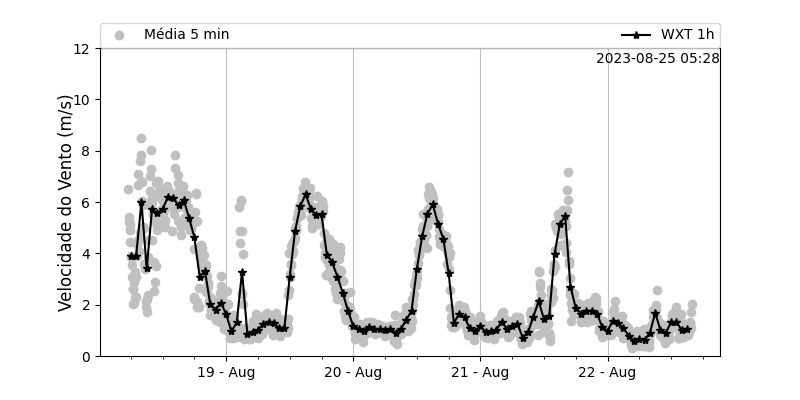 Média 5 min
WXT 1h
2023-08-25 05:28
Velocidade do Vento (m/s)
12
10
8
6
4
2
0
19 - Aug
20 - Aug
21 - Aug
22 - Aug